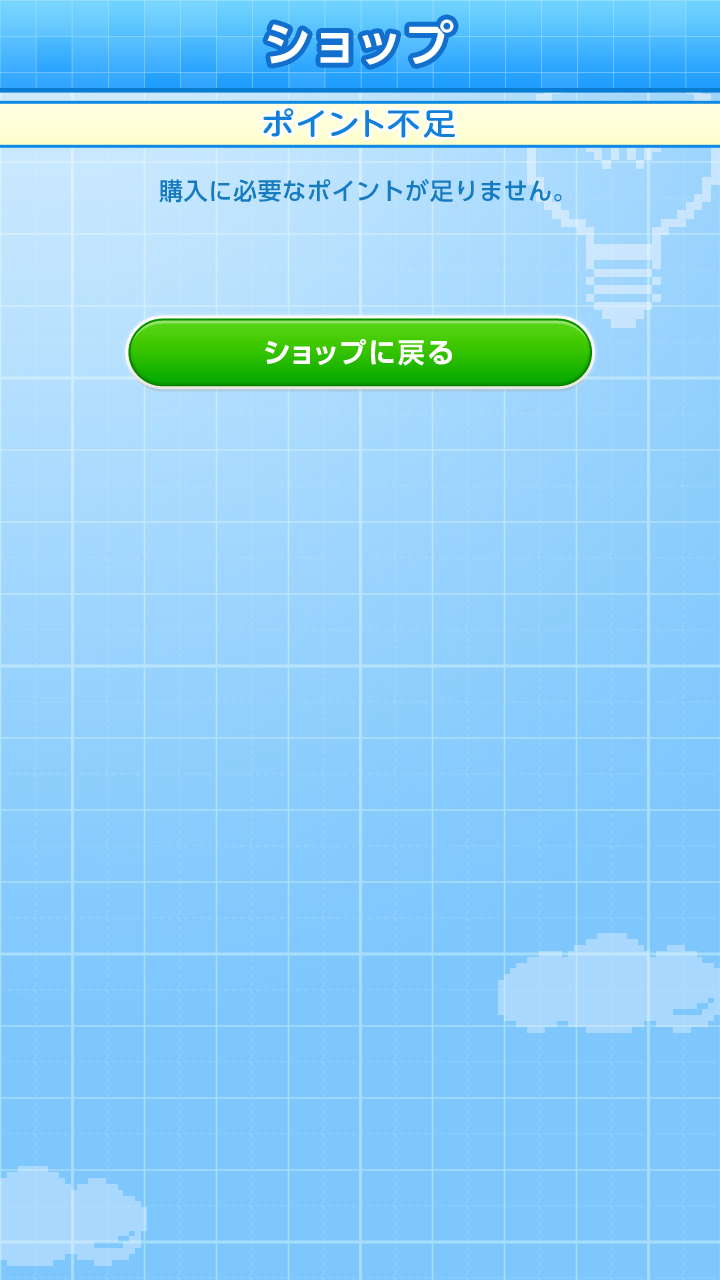 ショップ
ポイント不足
購入に必要なポイントが足りません。
ショップに戻る